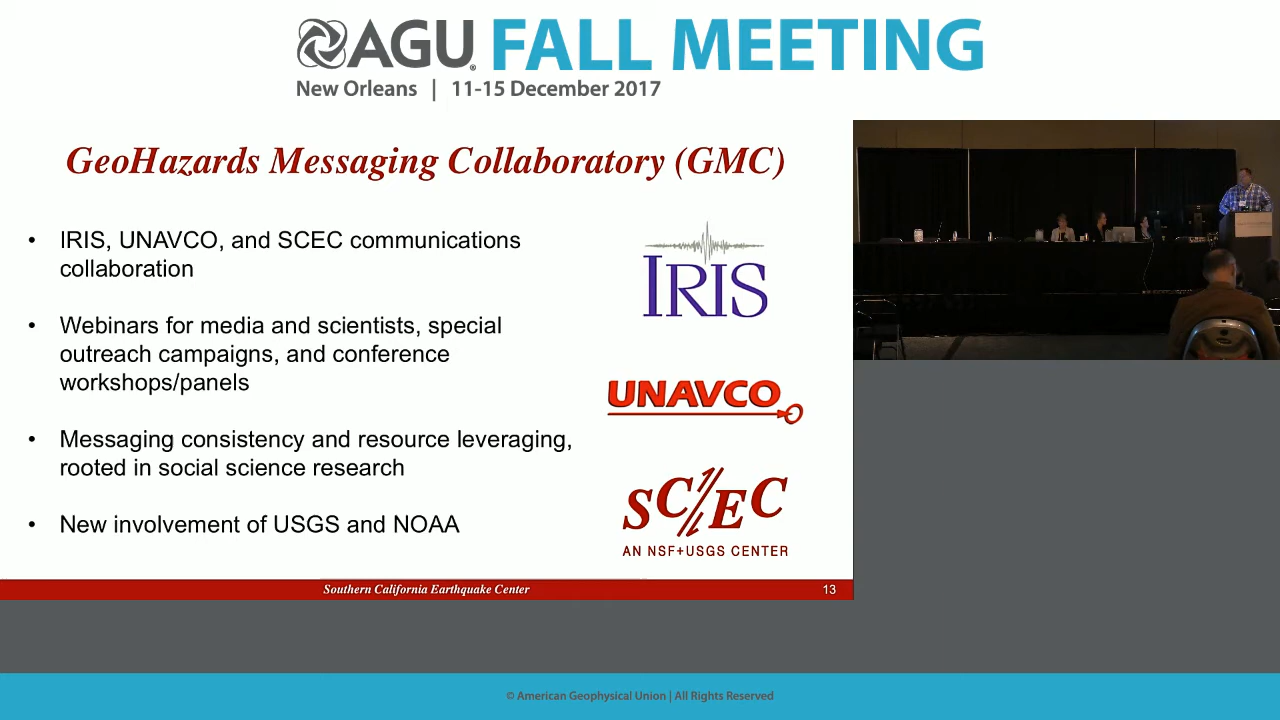 AGU FALL MEETING
New Orleans | 11-15 December 2017
GeoHazards Messaging Collaboratory (GMC)
• IRIS, UNAVCO, and SCEC communications
collaboration
• Webinars for media and scientists, special
outreach campaigns, and conference
workshops/panels
• Messaging consistency and resource leveraging,
rooted in social science research
• New involvement of USGS and NOAA
IRIS
UNAVCO
SC/EC
AN NSF+USGS CENTER
Southern California Earthquake Center
13
© American Geophysical Union | All Rights Reserved